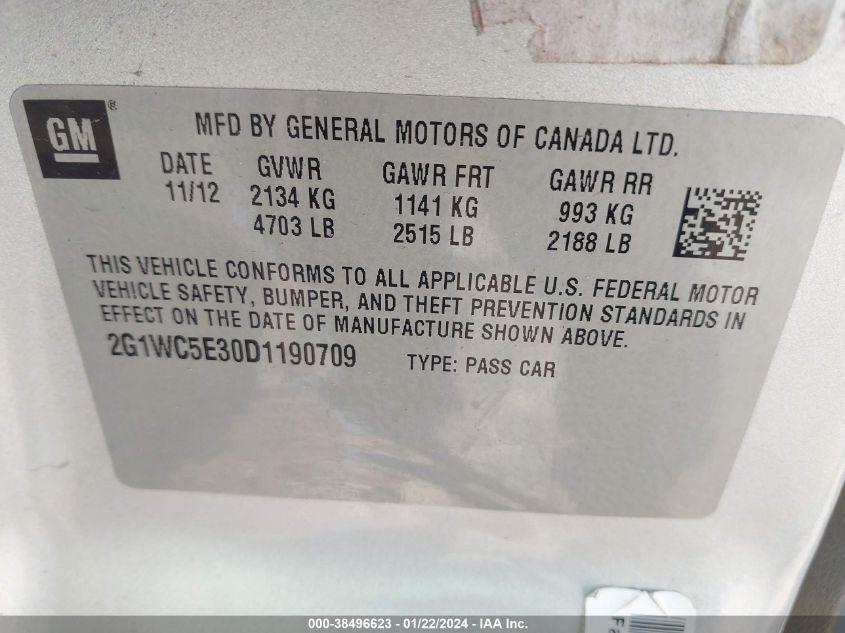 GM ®
MFD BY GENERAL MOTORS OF CANADA LTD.
DATE GVWR GAWR FRT GAWR RR
11/12 2134 KG 1141 KG 993 KG
4703 LB 2515 LB 2188 LB
THIS VEHICLE CONFORMS TO ALL APPLICABLE U.S. FEDERAL MOTOR
VEHICLE SAFETY, BUMPER, AND THEFT PREVENTION STANDARDS IN
EFFECT ON THE DATE OF MANUFACTURE SHOWN ABOVE.
2G1WC5E30D1190709 TYPE: PASS CAR
000-38496623 - 01/22/2024 - IAA Inc.